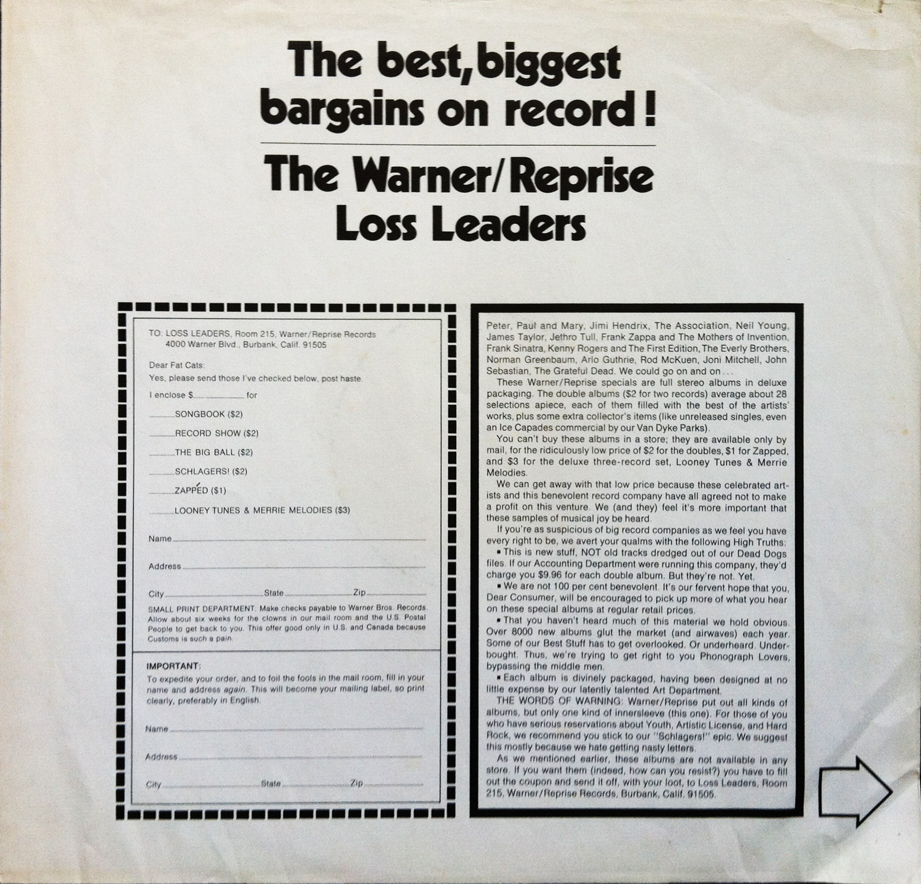 The best, biggest
bargains on record!
The Warner/Reprise
Loss Leaders
TO: LOSS LEADERS, Room 215, Warner/Reprise Records
4000 Warner Blvd., Burbank, Calif. 91505
Dear Fat Cats:
Yes, please send those I've checked below, post haste.
I enclose $ for
SONGBOOK ($2)
RECORD SHOW ($2)
THE BIG BALL ($2)
SCHLAGERS! ($2)
ZAPPED ($1)
LOONEY TUNES & MERRIE MELODIES ($3)
Name
Address
City State Zip
SMALL PRINT DEPARTMENT. Make checks payable to Warner Bros. Records.
Allow about six weeks for the clowns in our mail room and the U.S. Postal
People to get back to you. This offer good only in U.S. and Canada because
Customs is such a pain.
IMPORTANT:
To expedite your order, and to foil the fools in the mail room, fill in your
name and address again. This will become your mailing label, so print
clearly, preferably in English.
Name
Address
City State Zip
Peter, Paul and Mary, Jimi Hendrix, The Association, Neil Young,
James Taylor, Jethro Tull, Frank Zappa and The Mothers of Invention,
Frank Sinatra, Kenny Rogers and The First Edition, The Everly Brothers,
Norman Greenbaum, Arlo Guthrie, Rod McKuen, Joni Mitchell, John
Sebastian, The Grateful Dead. We could go on and on...
These Warner/Reprise specials are full stereo albums in deluxe
packaging. The double albums ($2 for two records) average about 28
selections apiece, each of them filled with the best of the artists'
works, plus some extra collector's items (like unreleased singles, even
an Ice Capades commercial by our Van Dyke Parks).
You can't buy these albums in a store; they are available only by
mail, for the ridiculously low price of $2 for the doubles, $1 for Zapped,
and $3 for the deluxe three-record set, Looney Tunes & Merrie
Melodies.
We can get away with that low price because these celebrated art-
ists and this benevolent record company have all agreed not to make
a profit on this venture. We (and they) feel it's more important that
these samples of musical joy be heard.
If you're as suspicious of big record companies as we feel you have
every right to be, we avert your qualms with the following High Truths:
▪ This is new stuff, NOT old tracks dredged out of our Dead Dogs
files. If our Accounting Department were running this company, they'd
charge you $9.96 for each double album. But they're not. Yet.
▪ We are not 100 per cent benevolent. It's our fervent hope that you,
Dear Consumer, will be encouraged to pick up more of what you hear
on these special albums at regular retail prices.
▪ That you haven't heard much of this material we hold obvious.
Over 8000 new albums glut the market (and airwaves) each year.
Some of our Best Stuff has to get overlooked. Or underheard. Under-
bought. Thus, we're trying to get right to you Phonograph Lovers,
bypassing the middle men.
▪ Each album is divinely packaged, having been designed at no
little expense by our latently talented Art Department.
THE WORDS OF WARNING: Warner/Reprise put out all kinds of
albums, but only one kind of innersleeve (this one). For those of you
who have serious reservations about Youth, Artistic License, and Hard
Rock, we recommend you stick to our "Schlagers!" epic. We suggest
this mostly because we hate getting nasty letters.
As we mentioned earlier, these albums are not available in any
store. If you want them (indeed, how can you resist?) you have to fill
out the coupon and send it off, with your loot, to Loss Leaders, Room
215, Warner/Reprise Records, Burbank, Calif. 91505.